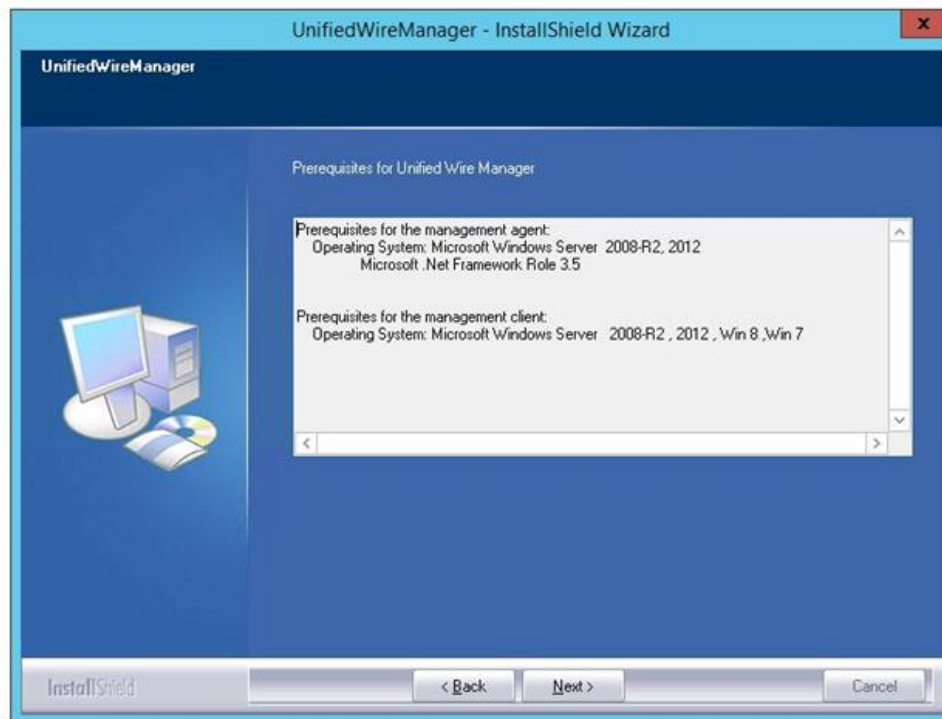 UnifiedWireManager - InstallShield Wizard
x
UnifiedWireManager
Prerequisites for Unified Wire Manager
Prerequisites for the management agent:
Operating System: Microsoft Windows Server 2008-R2, 2012
Microsoft .Net Framework Role 3.5
Prerequisites for the management client:
Operating System: Microsoft Windows Server 2008-R2 , 2012 , Win 8 ,Win 7
InstallShield
< Back
Next >
Cancel